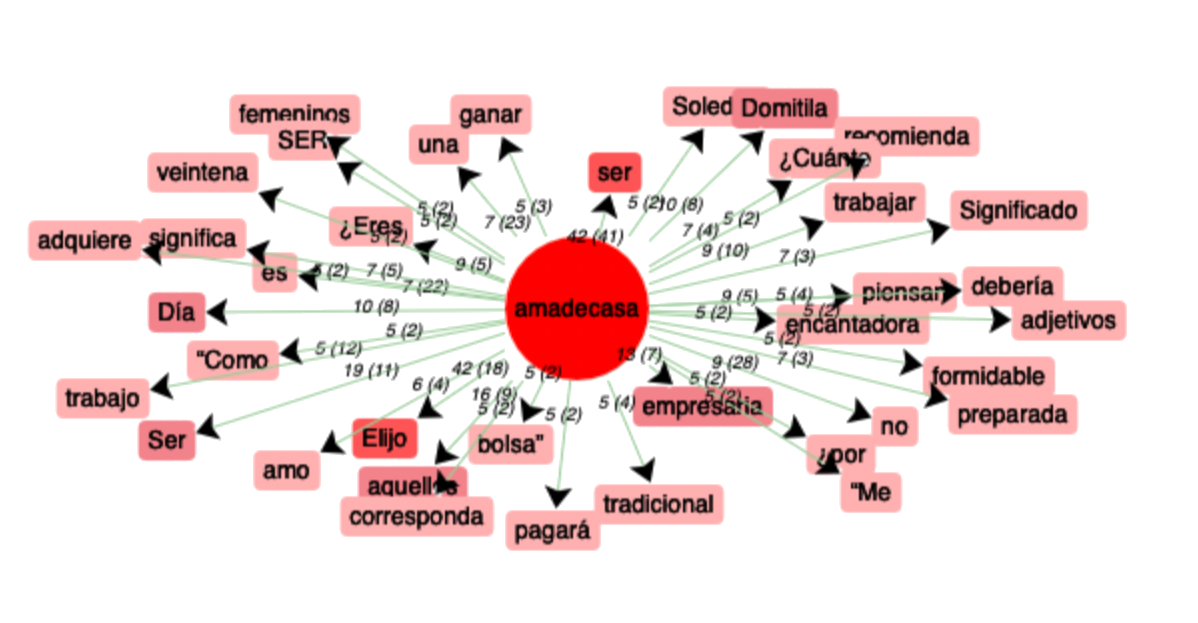 femeninos
ganar
Soled
Domitila
SER
una
recomienda
¿Cuánto
veintena
ser
trabajar
Significado
5 (2)
5 (2)
5 (3)
7 (23)
5 (2)
10 (8)
5 (2)
7 (4)
42 (41)
9 (10)
¿Eres
5 (2)
adquiere
significa
es
5 (2)
7 (5)
9 (5)
7 (22)
7 (3)
Día
10 (8)
amadecasa
9 (5)
5 (4)
piensan
debería
5 (2)
5 (2)
encantadora
adjetivos
"Como
5 (2)
5 (12)
5 (2)
19 (11)
42 (18)
5 (2)
13 (7)
9 (28)
7 (3)
formidable
trabajo
6 (4)
16 (9)
5 (2)
5 (2)
5 (4)
5 (2)
5 (2)
empresaria
preparada
Ser
Elijo
bolsa"
no
amo
¿por
aquellos
"Me
corresponda
tradicional
pagará